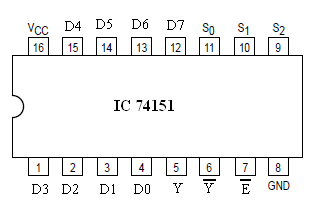 V_CC D4 D5 D6 D7 S₀ S₁ S₂
16 15 14 13 12 11 10 9
IC 74151
1 2 3 4 5 6 7 8
D3 D2 D1 D0 Y Y̅ E̅ GND